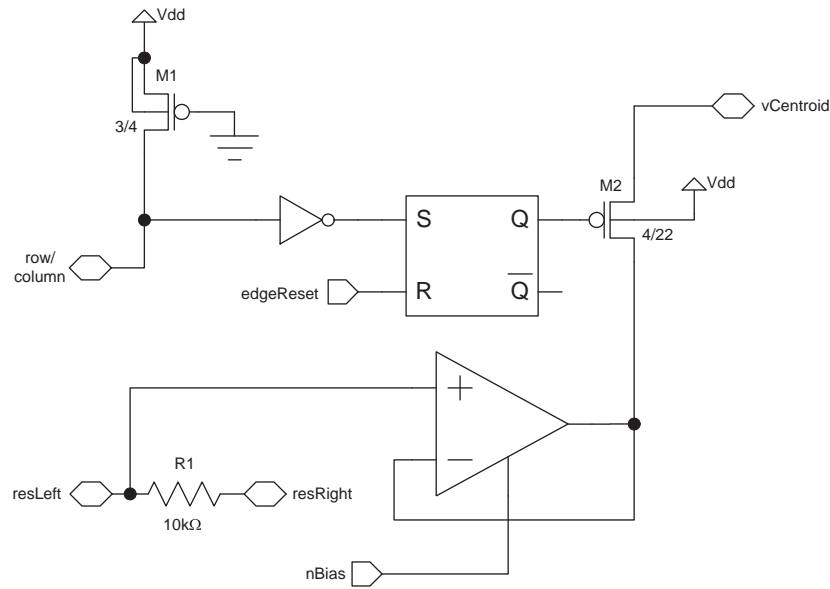 Vdd
M1
3/4
vCentroid
M2
Vdd
S
Q
4/22
row/
column
edgeReset
R
Q
R1
resLeft
resRight
10kΩ
nBias